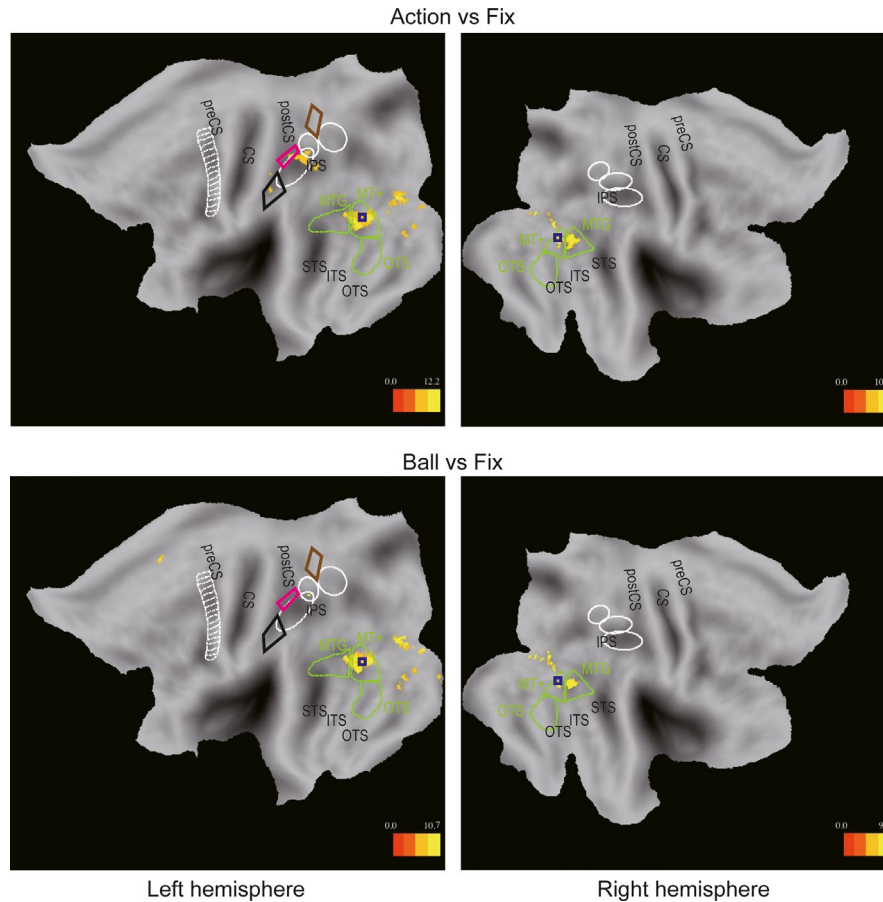 Action vs Fix
preCS
CS
postCS
IPS
MTG
MT+
STS
ITS
OTS
OTS
0.0 12.2
postCS
preCS
IPS
MTG
MT+
OTS
OTS
ITS
STS
0.0 10
Ball vs Fix
preCS
CS
postCS
IPS
MTG
MT+
STS
ITS
OTS
OTS
0.0 10.7
postCS
CS
preCS
IPS
MTG
MT+
OTS
OTS
ITS
STS
0.0 9
Left hemisphere
Right hemisphere